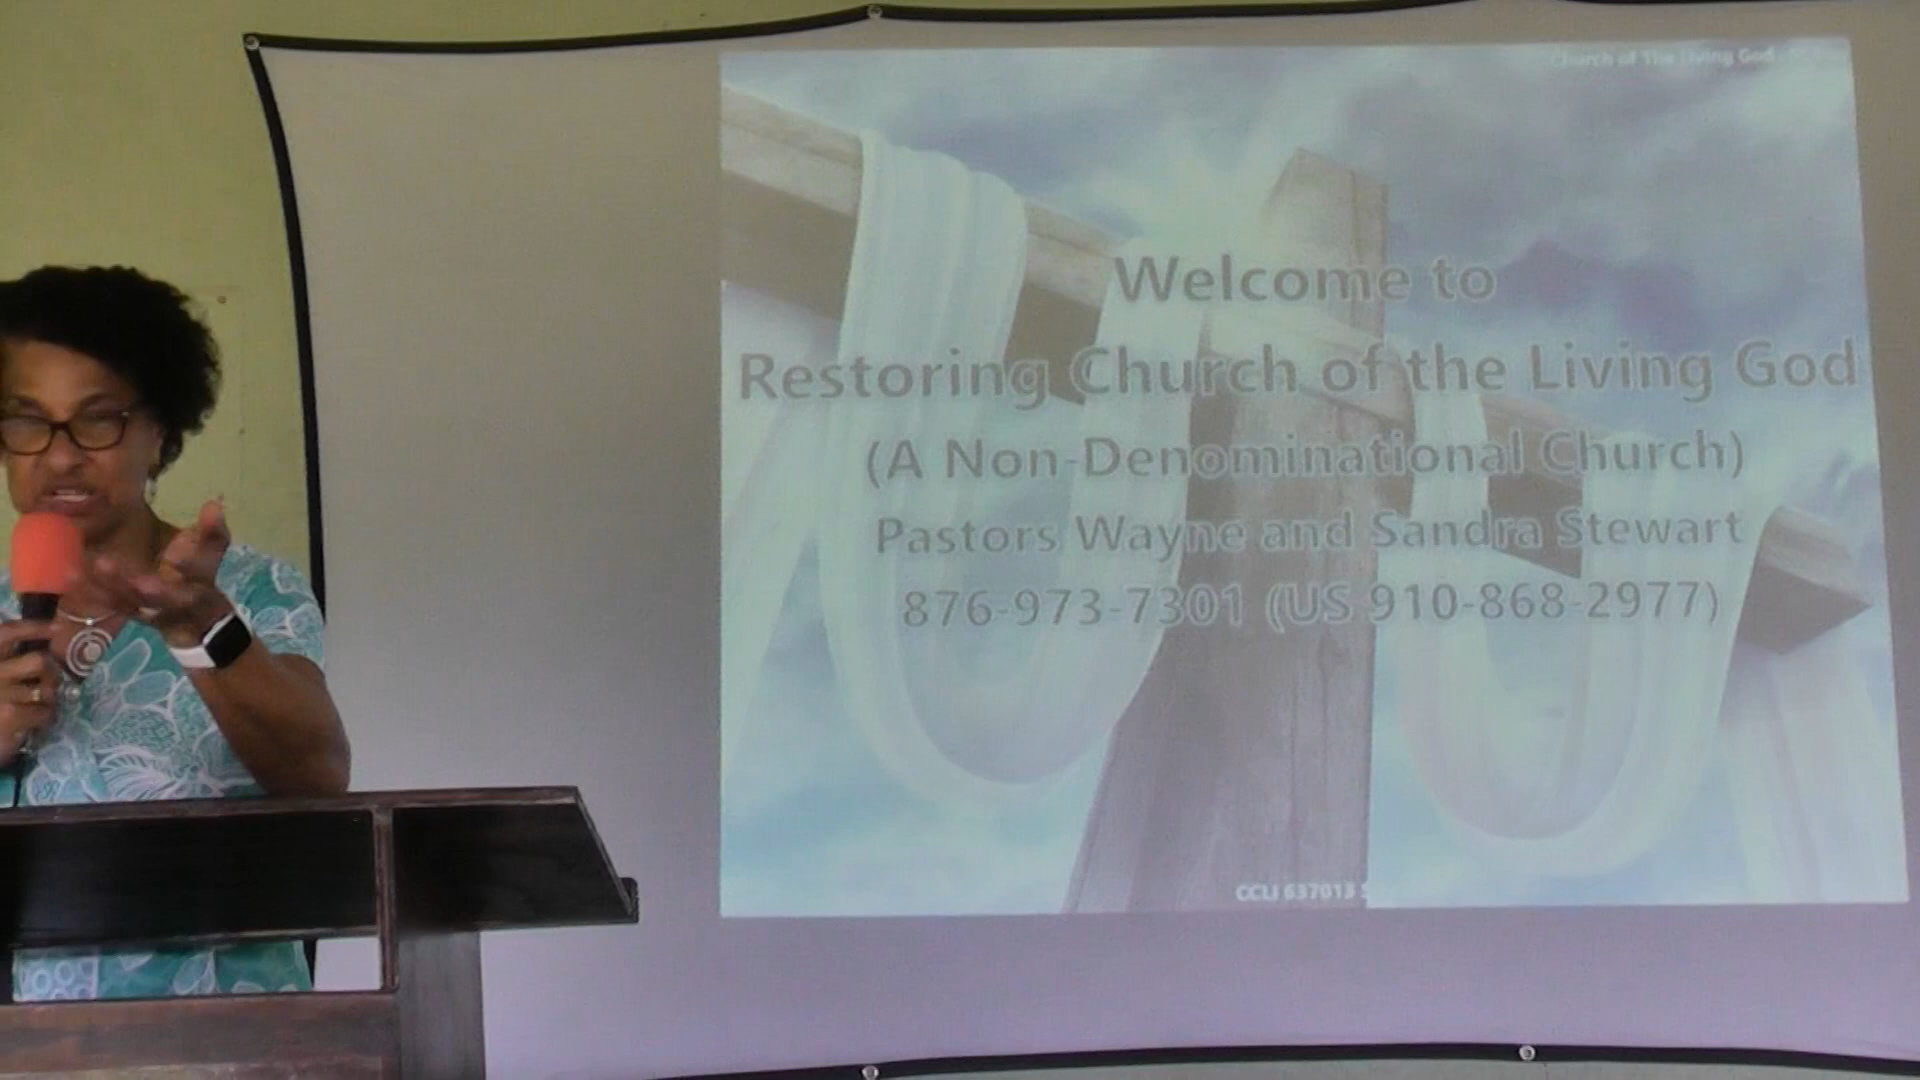 Church of The Living God
Welcome to
Restoring Church of the Living God
(A Non-Denominational Church)
Pastors Wayne and Sandra Stewart
876-973-7301 (US 910-868-2977)
CCLI 637013